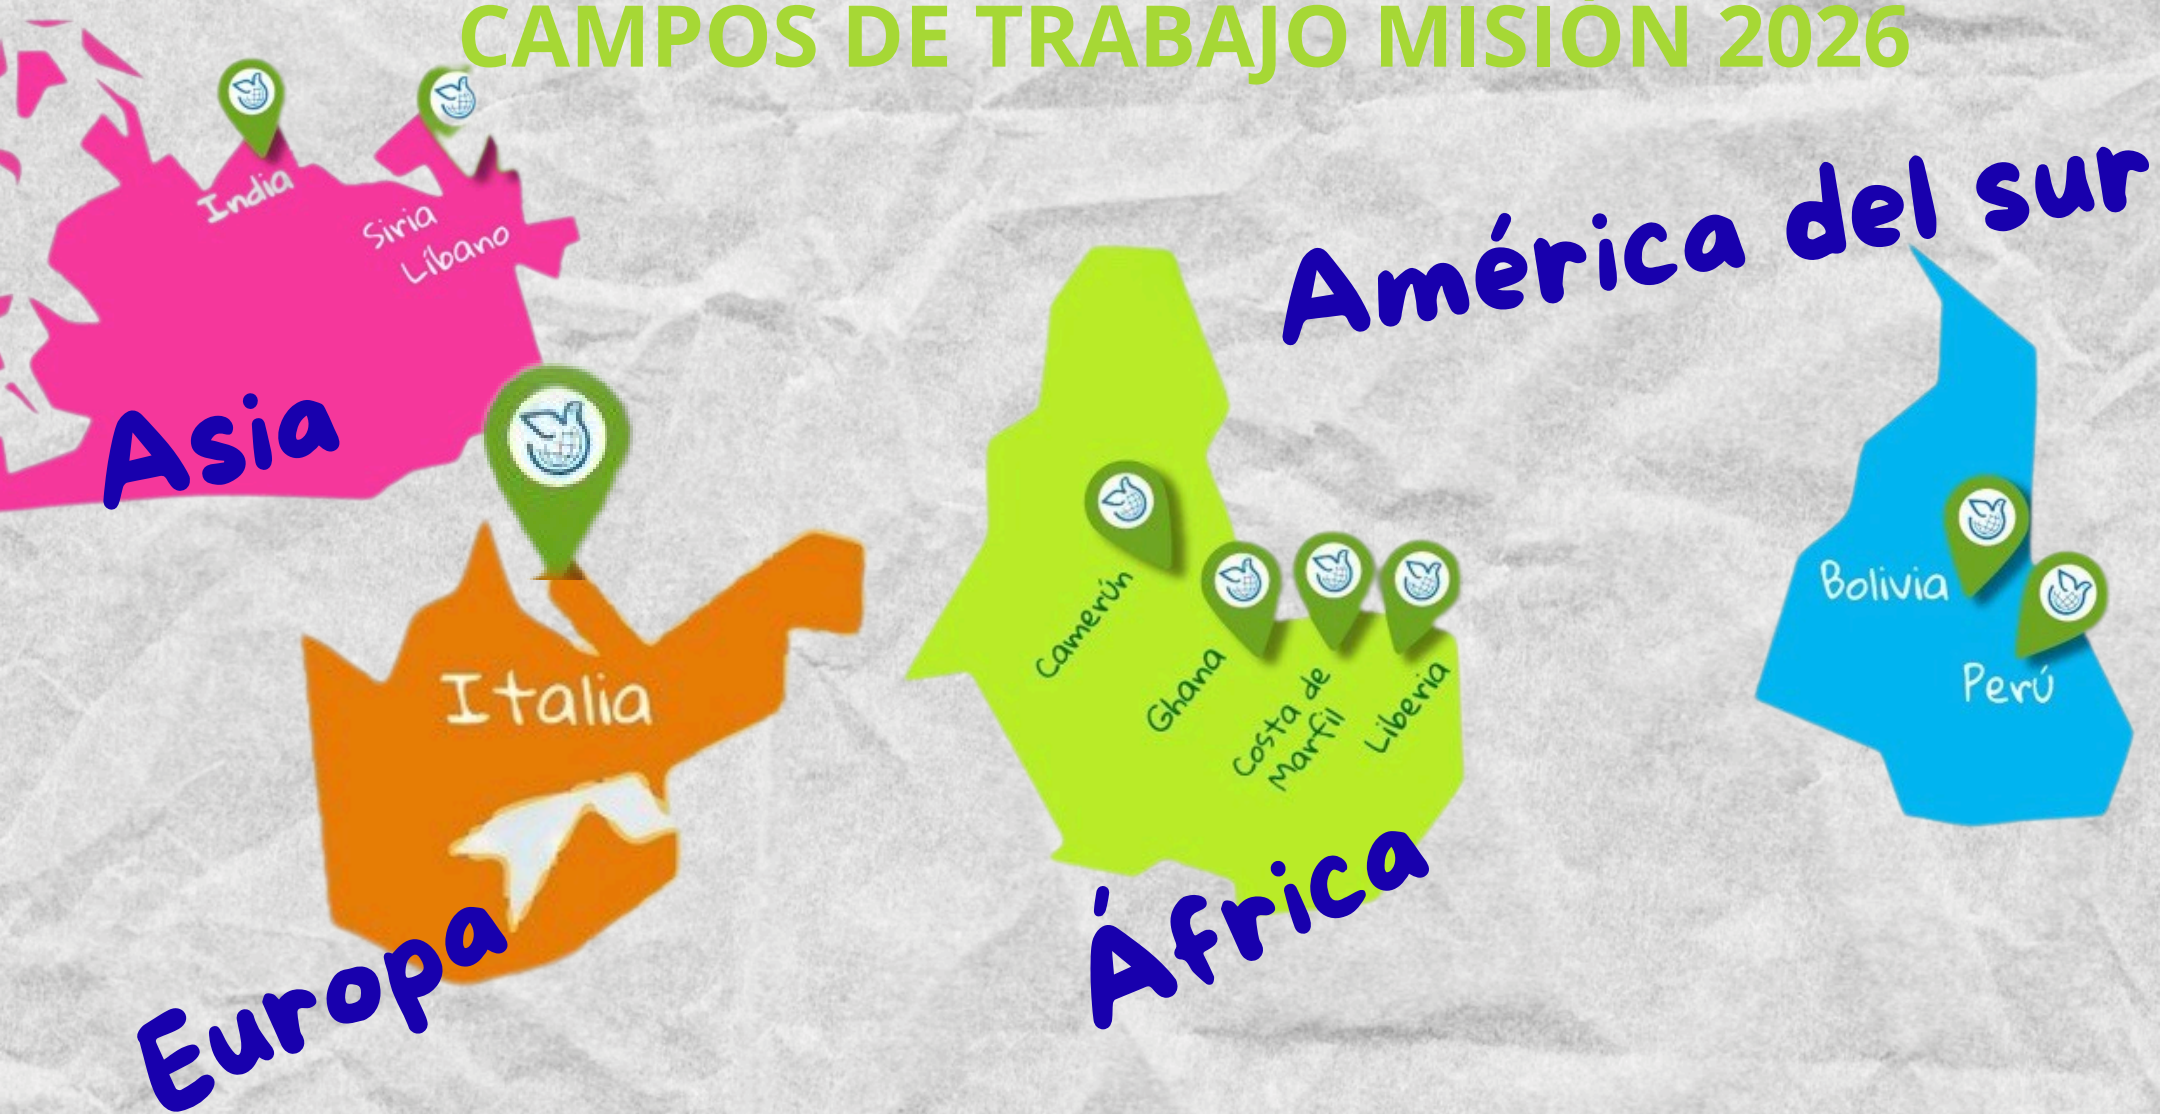 CAMPOS DE TRABAJO MISIÓN 2026
India
Siria
Líbano
Asia
Italia
Europa
Camerún
Ghana
Costa de
Marfil
Liberia
África
América del sur
Bolivia
Perú